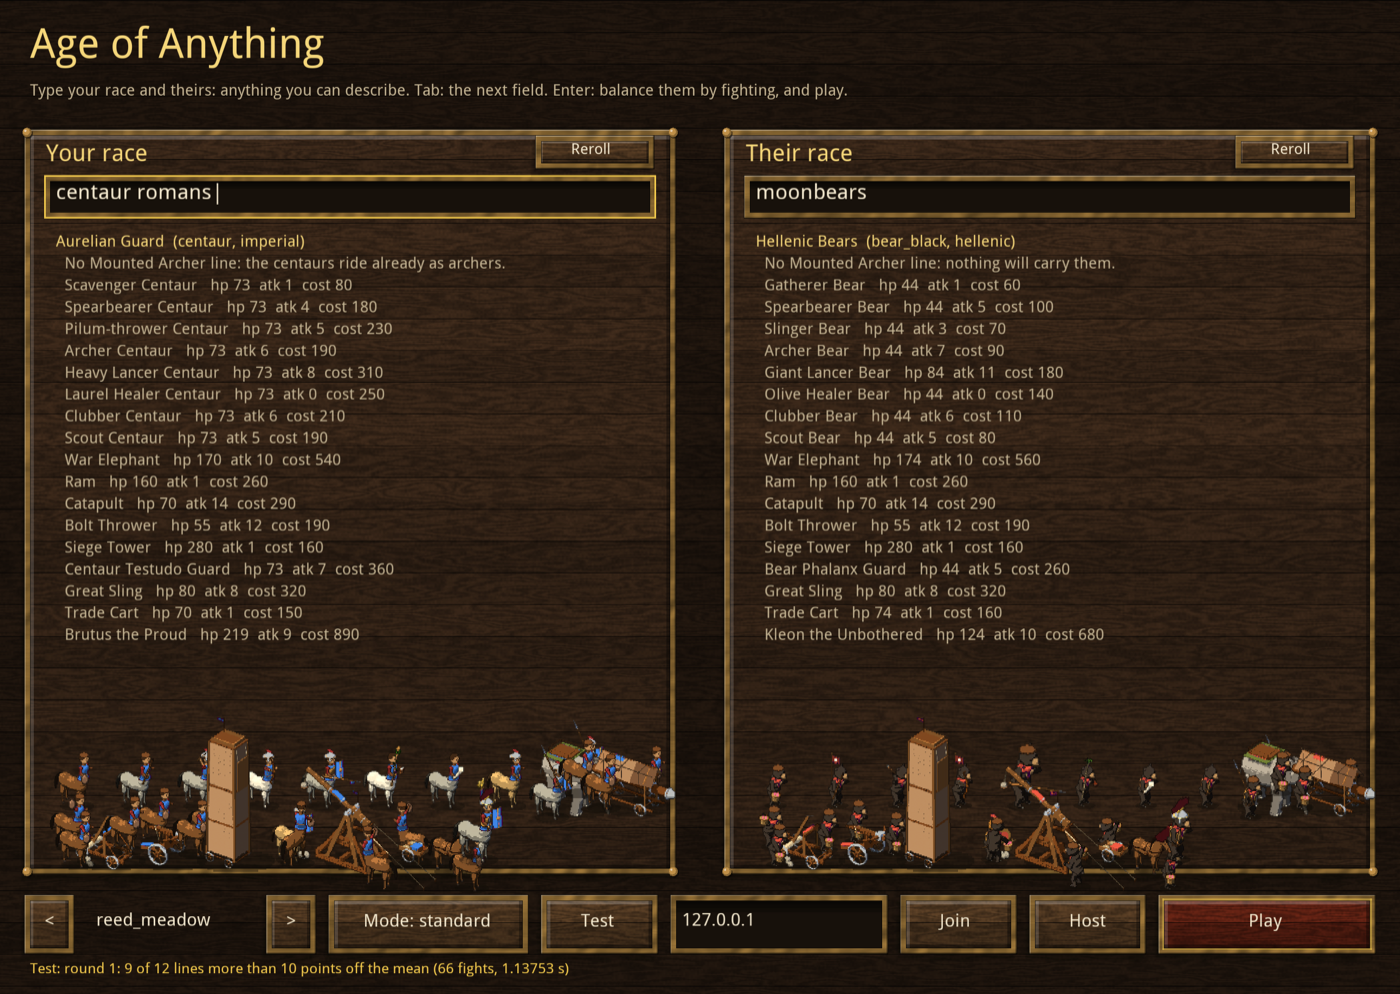 Age of Anything
Type your race and theirs: anything you can describe. Tab: the next field. Enter: balance them by fighting, and play.
Your race
Reroll
centaur romans
Aurelian Guard (centaur, imperial)
No Mounted Archer line: the centaurs ride already as archers.
Scavenger Centaur hp 73 atk 1 cost 80
Spearbearer Centaur hp 73 atk 4 cost 180
Pilum-thrower Centaur hp 73 atk 5 cost 230
Archer Centaur hp 73 atk 6 cost 190
Heavy Lancer Centaur hp 73 atk 8 cost 310
Laurel Healer Centaur hp 73 atk 0 cost 250
Clubber Centaur hp 73 atk 6 cost 210
Scout Centaur hp 73 atk 5 cost 190
War Elephant hp 170 atk 10 cost 540
Ram hp 160 atk 1 cost 260
Catapult hp 70 atk 14 cost 290
Bolt Thrower hp 55 atk 12 cost 190
Siege Tower hp 280 atk 1 cost 160
Centaur Testudo Guard hp 73 atk 7 cost 360
Great Sling hp 80 atk 8 cost 320
Trade Cart hp 70 atk 1 cost 150
Brutus the Proud hp 219 atk 9 cost 890
Their race
Reroll
moonbears
Hellenic Bears (bear_black, hellenic)
No Mounted Archer line: nothing will carry them.
Gatherer Bear hp 44 atk 1 cost 60
Spearbearer Bear hp 44 atk 5 cost 100
Slinger Bear hp 44 atk 3 cost 70
Archer Bear hp 44 atk 7 cost 90
Giant Lancer Bear hp 84 atk 11 cost 180
Olive Healer Bear hp 44 atk 0 cost 140
Clubber Bear hp 44 atk 6 cost 110
Scout Bear hp 44 atk 5 cost 80
War Elephant hp 174 atk 10 cost 560
Ram hp 160 atk 1 cost 260
Catapult hp 70 atk 14 cost 290
Bolt Thrower hp 55 atk 12 cost 190
Siege Tower hp 280 atk 1 cost 160
Bear Phalanx Guard hp 44 atk 5 cost 260
Great Sling hp 80 atk 8 cost 320
Trade Cart hp 74 atk 1 cost 160
Kleon the Unbothered hp 124 atk 10 cost 680
< reed_meadow > Mode: standard Test 127.0.0.1 Join Host Play
Test: round 1: 9 of 12 lines more than 10 points off the mean (66 fights, 1.13753 s)